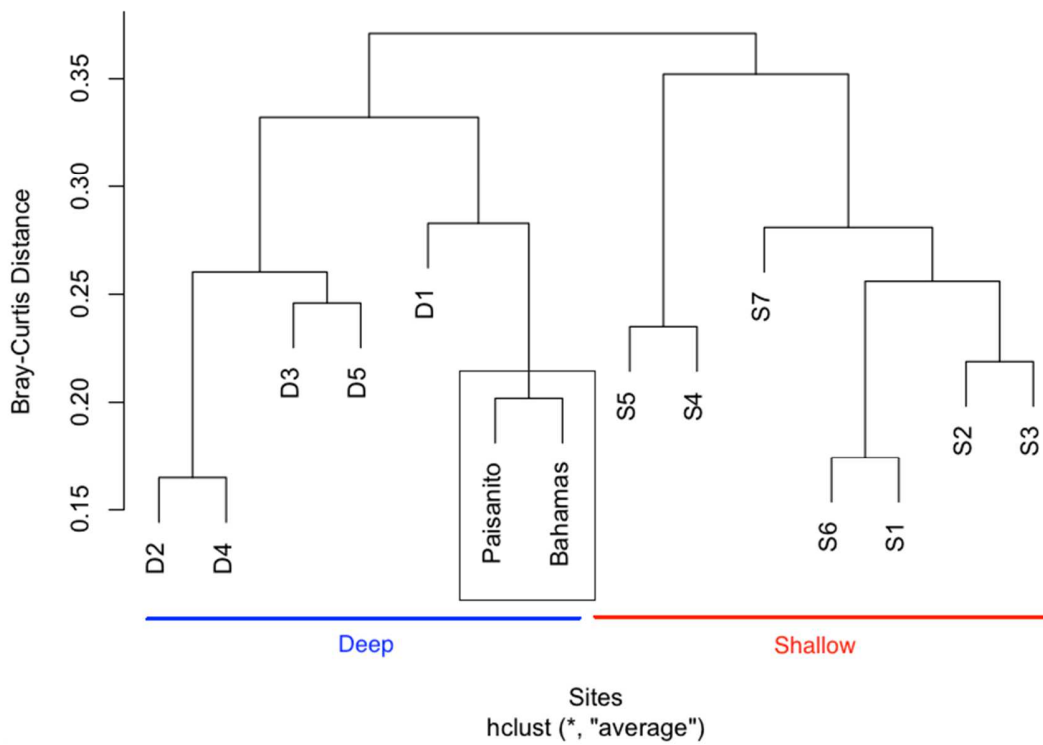 Bray-Curtis Distance
0.35
0.30
0.25
0.20
0.15
D2
D4
D3
D5
D1
Paisanito
Bahamas
S5
S4
S7
S6
S1
S2
S3
Deep
Shallow
Sites
hclust (*, "average")